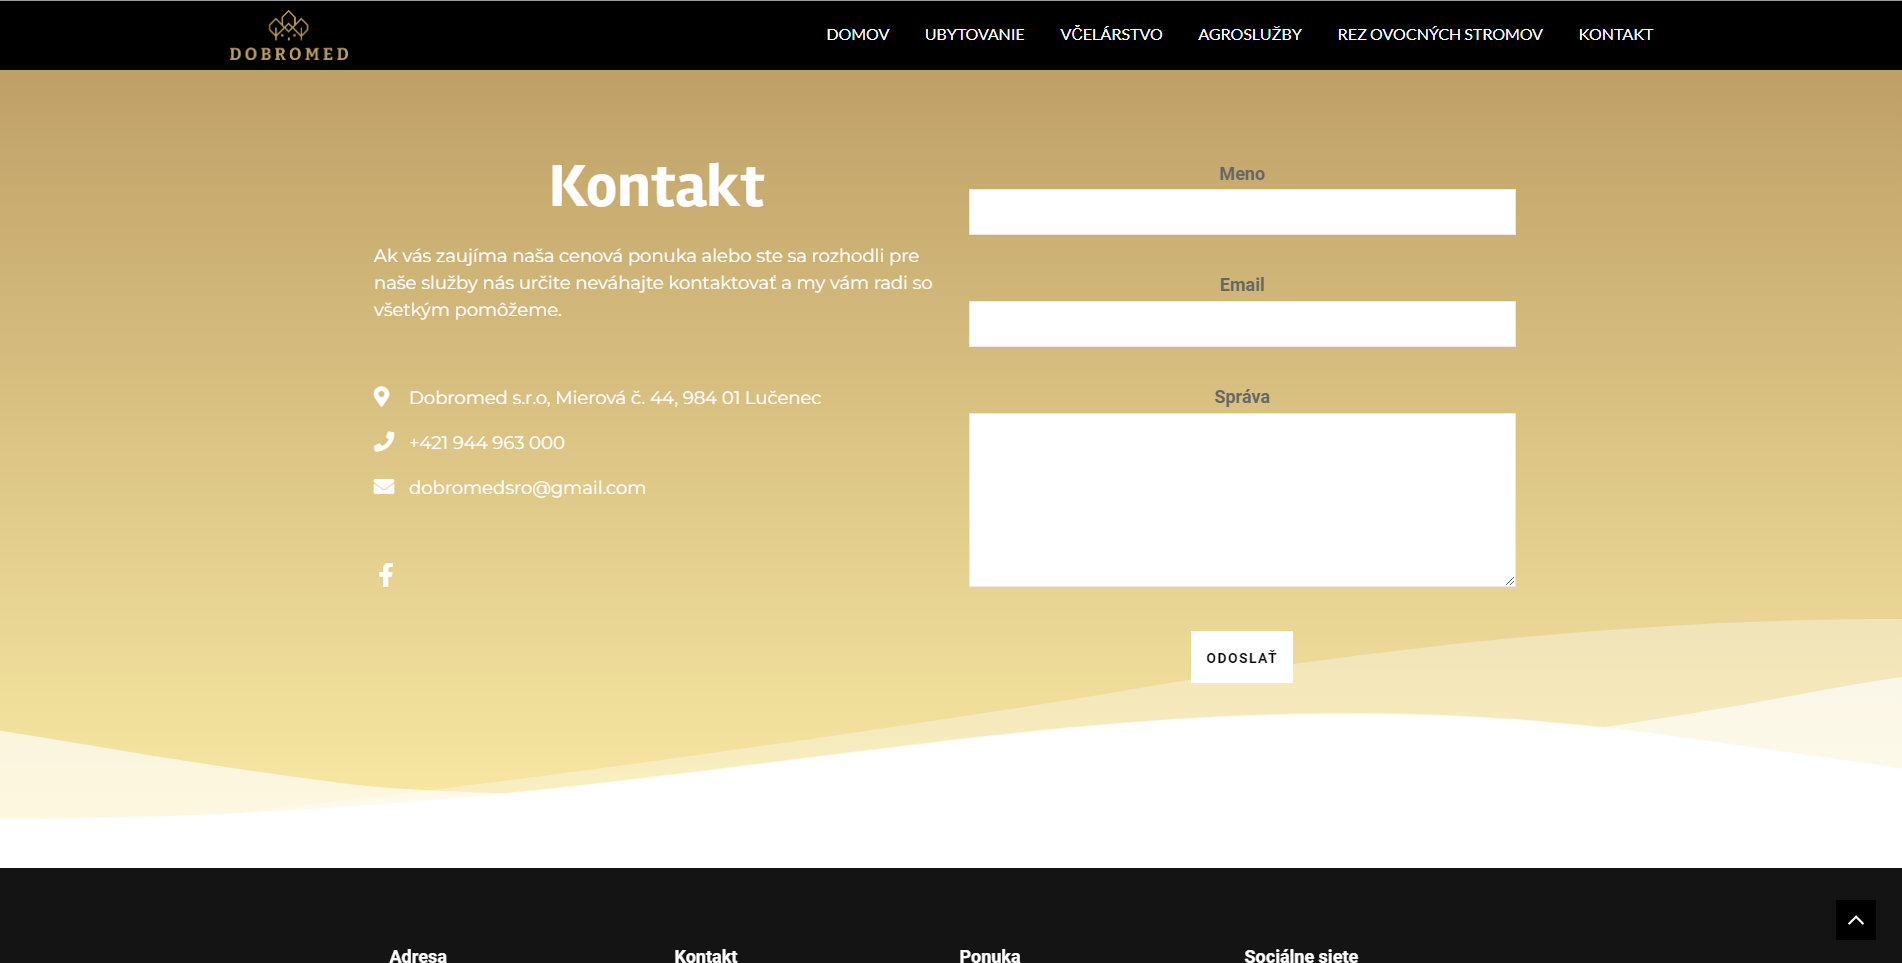 DOBROMED
DOMOV
UBYTOVANIE
VČELÁRSTVO
AGROSLUŽBY
REZ OVOCNÝCH STROMOV
KONTAKT
Kontakt
Ak vás zaujíma naša cenová ponuka alebo ste sa rozhodli pre
naše služby nás určite neváhajte kontaktovať a my vám radi so
všetkým pomôžeme.
Dobromed s.r.o, Mierová č. 44, 984 01 Lučenec
+421 944 963 000
dobromedsro@gmail.com
Meno
Email
Správa
ODOSLAŤ
Adresa
Kontakt
Ponuka
Sociálne siete